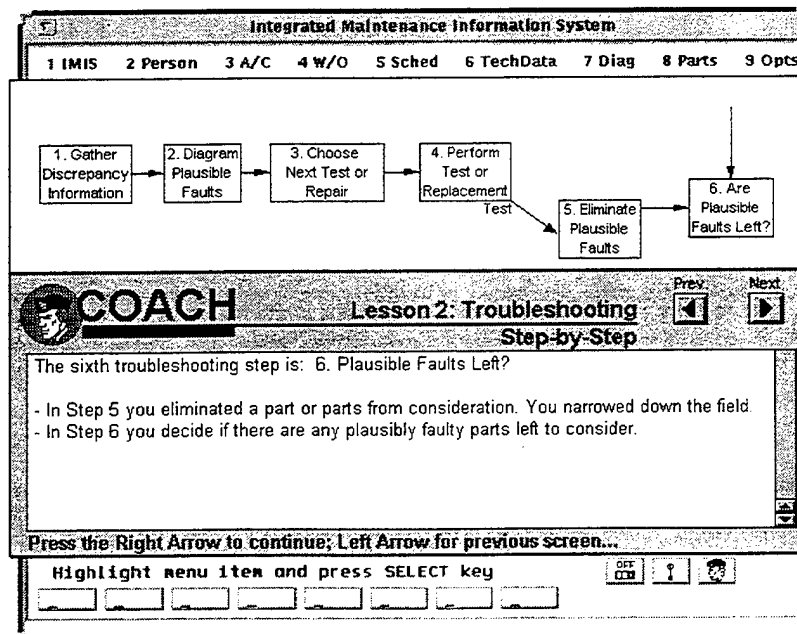 Integrated Maintenance Information System
1 IMIS 2 Person 3 A/C 4 W/O 5 Sched 6 TechData 7 Diag 8 Parts 9 Opts
1. Gather
Discrepancy
Information
2. Diagram
Plausible
Faults
3. Choose
Next Test or
Repair
4. Perform
Test or
Replacement
Test
5. Eliminate
Plausible
Faults
6. Are
Plausible
Faults Left?
COACH
Lesson 2: Troubleshooting
Step-by-Step
Prev.
Next
The sixth troubleshooting step is: 6. Plausible Faults Left?
- In Step 5 you eliminated a part or parts from consideration. You narrowed down the field.
- In Step 6 you decide if there are any plausibly faulty parts left to consider.
Press the Right Arrow to continue; Left Arrow for previous screen...
Highlight menu item and press SELECT key
OFF